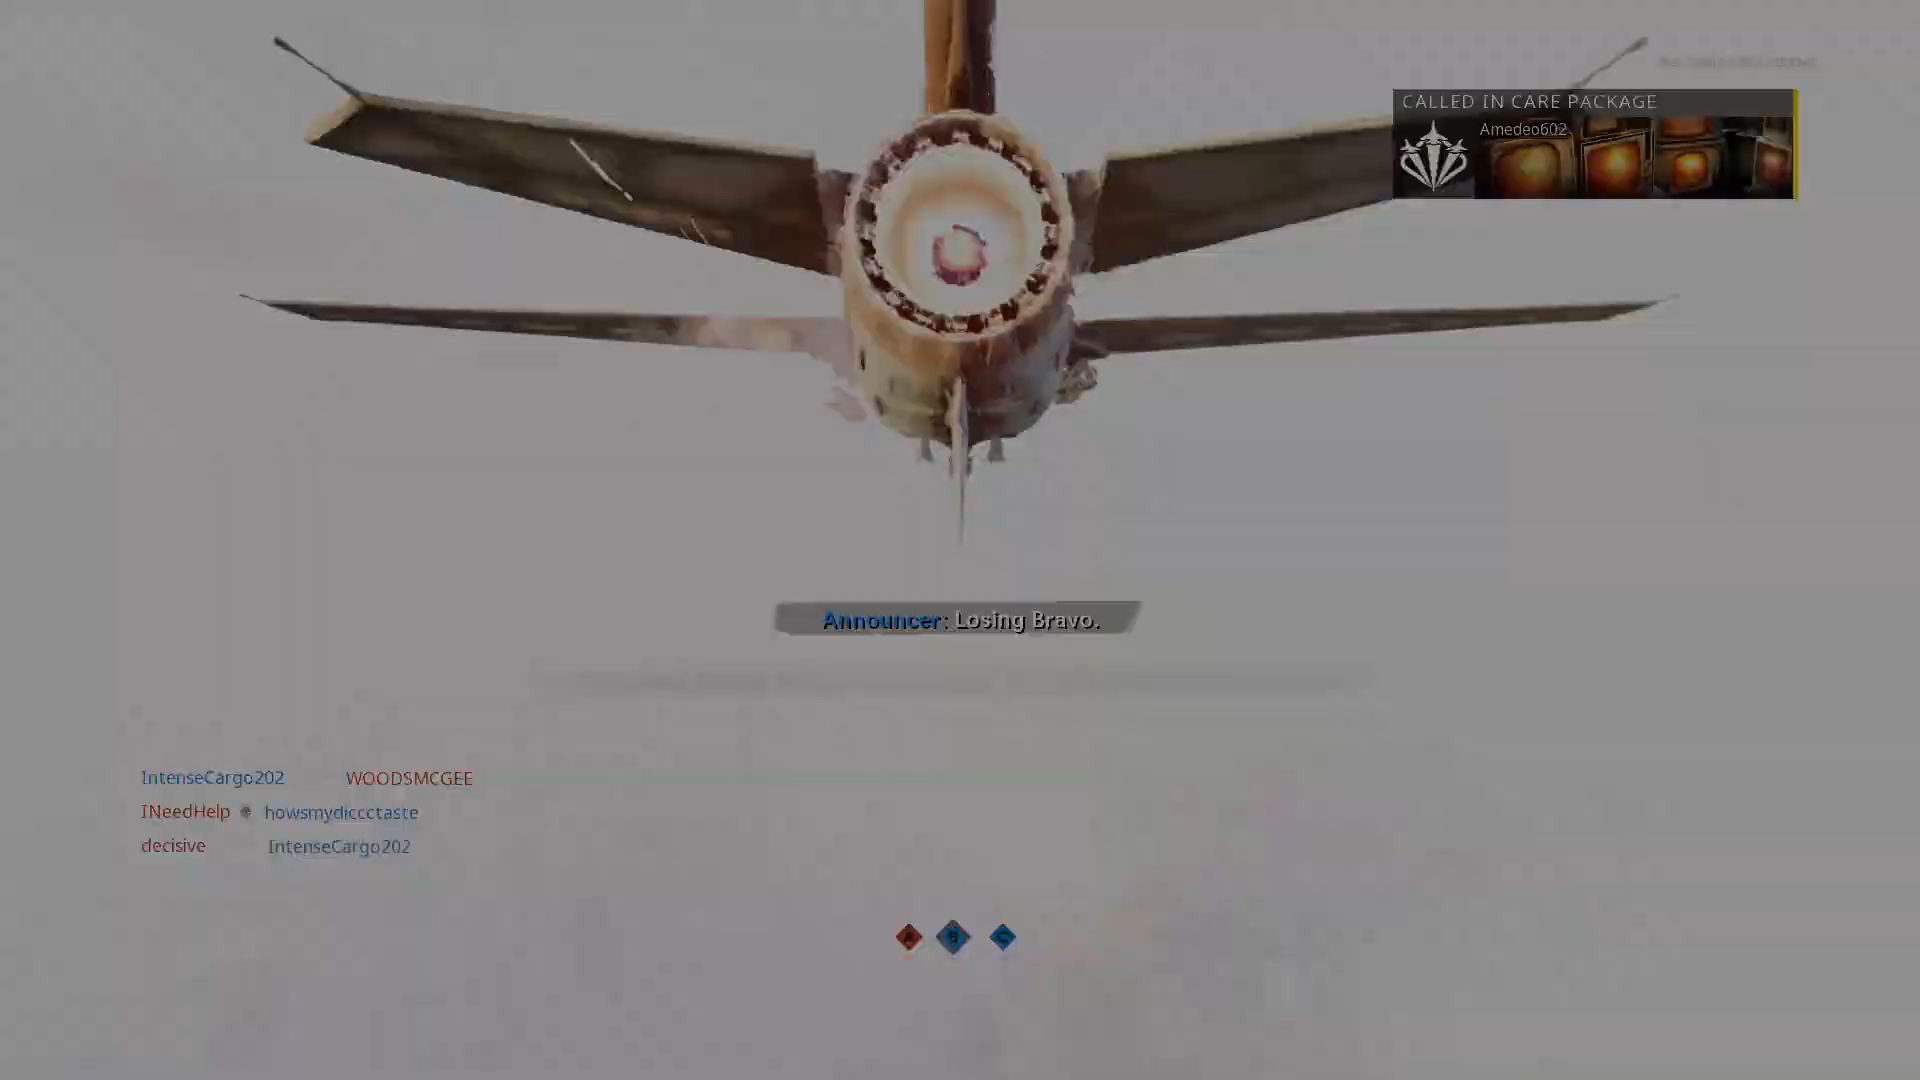 CALLED IN CARE PACKAGE
Amedeo602
Announcer: Losing Bravo.
IntenseCargo202 WOODSMCGEE
INeedHelp howsmydiccctaste
decisive IntenseCargo202
A B C